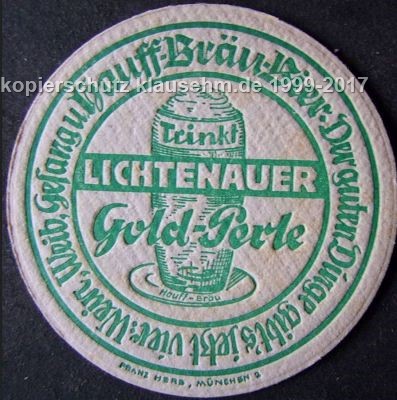 kopierschutz klausehm.de 1999-2017
Der guten Dinge gibt's jetzt vier: Wein, Weib, Gesang u. Hauff-Bräu-Bier.
Trinkt
LICHTENAUER
Gold-Perle
Hauff-Bräu
FRANZ HERB, MÜNCHEN 2